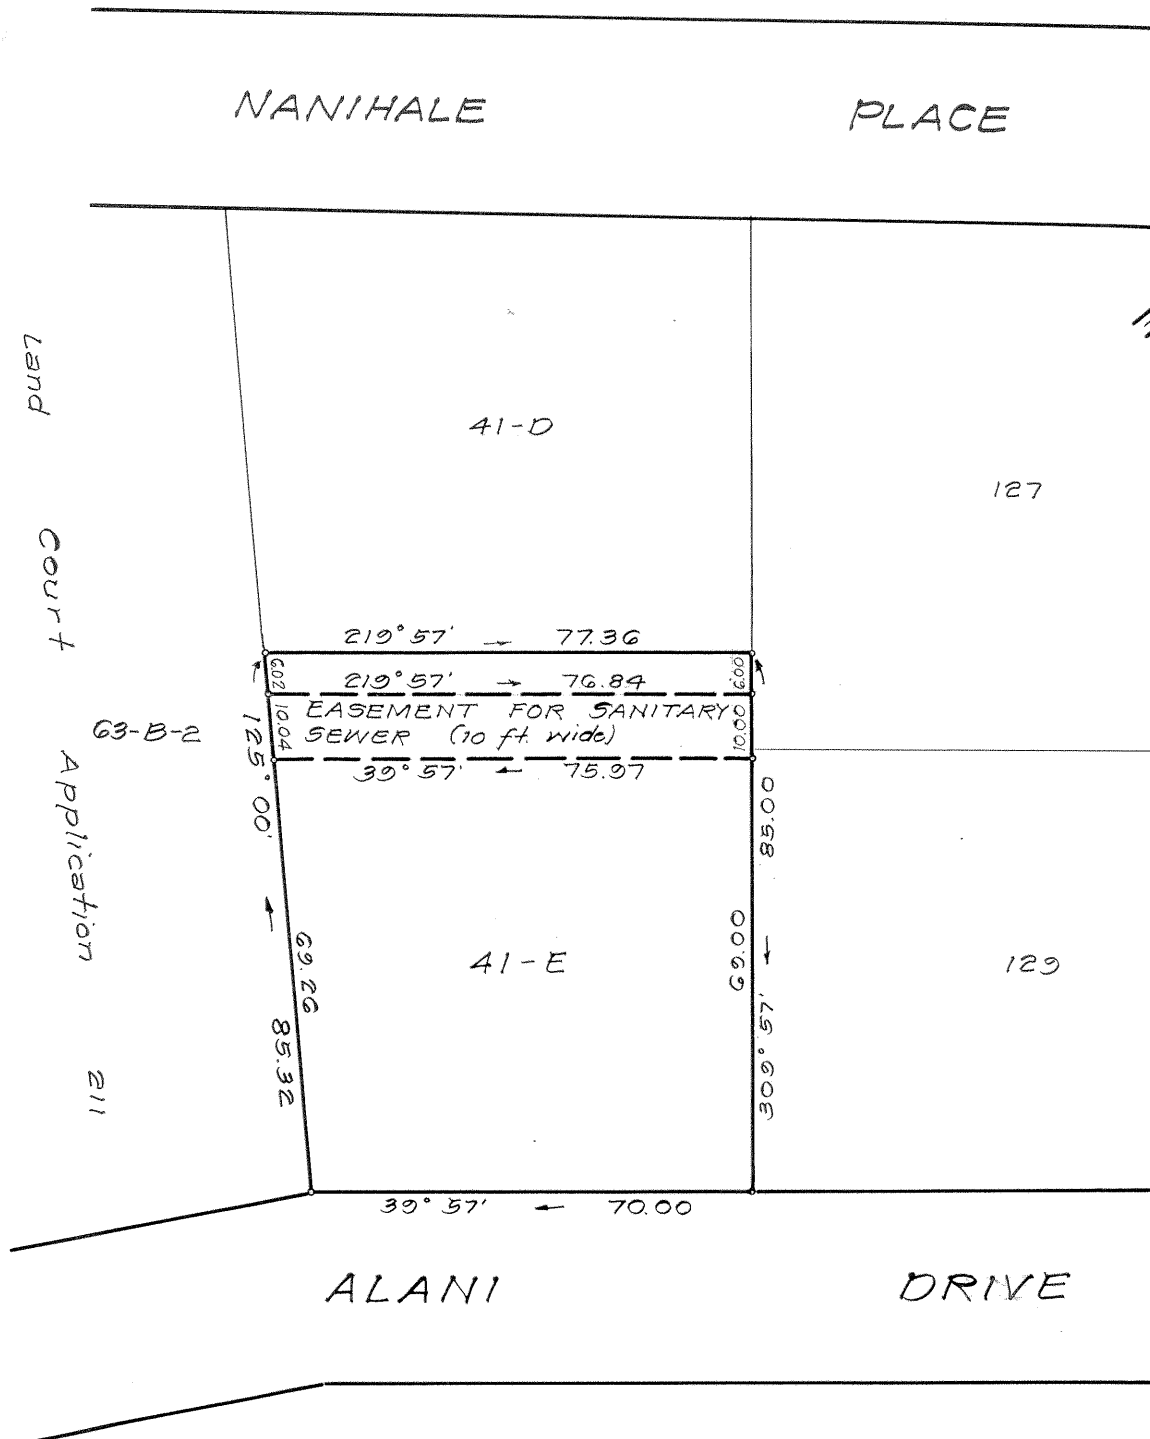 NANIHALE PLACE
Land Court Application 211
41-D
127
219° 57' 77.36
6.02
219° 57' 76.84
6.00
10.04
EASEMENT FOR SANITARY
SEWER (10 ft. wide)
10.00
63-B-2
39° 57' 75.97
125° 00'
85.00
69.26
41-E
69.00
129
85.32
309° 57'
39° 57' 70.00
ALANI DRIVE